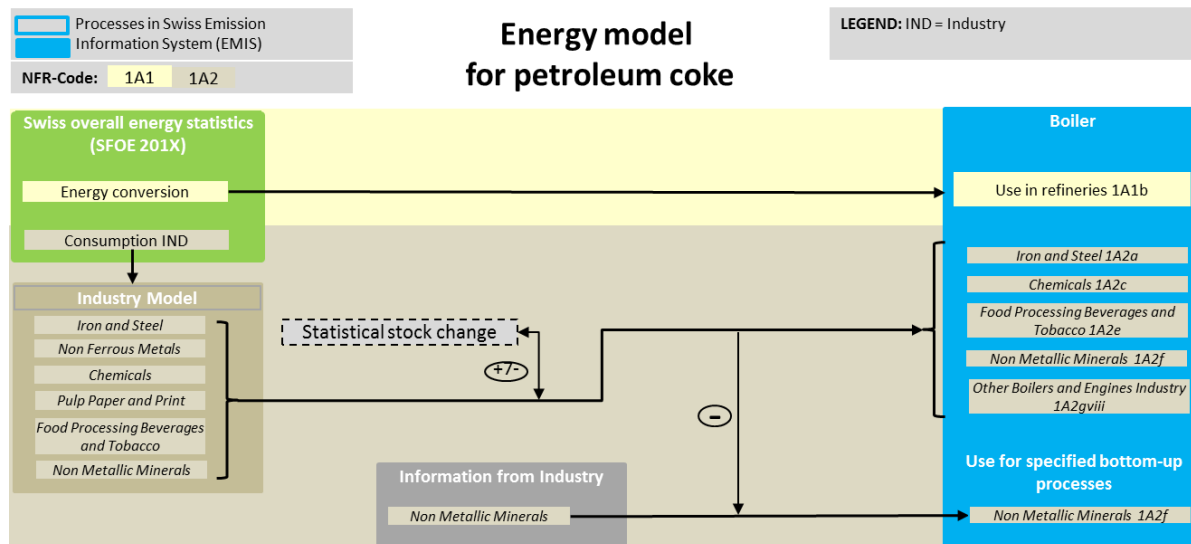 Processes in Swiss Emission
Information System (EMIS)
NFR-Code: 1A1 1A2
Energy model
for petroleum coke
LEGEND: IND = Industry
Swiss overall energy statistics
(SFOE 201X)
Energy conversion
Consumption IND
Industry Model
Iron and Steel
Non Ferrous Metals
Chemicals
Pulp Paper and Print
Food Processing Beverages
and Tobacco
Non Metallic Minerals
Statistical stock change
+7-
-
Information from Industry
Non Metallic Minerals
Boiler
Use in refineries 1A1b
Iron and Steel 1A2a
Chemicals 1A2c
Food Processing Beverages and
Tobacco 1A2e
Non Metallic Minerals 1A2f
Other Boilers and Engines Industry
1A2gviii
Use for specified bottom-up
processes
Non Metallic Minerals 1A2f